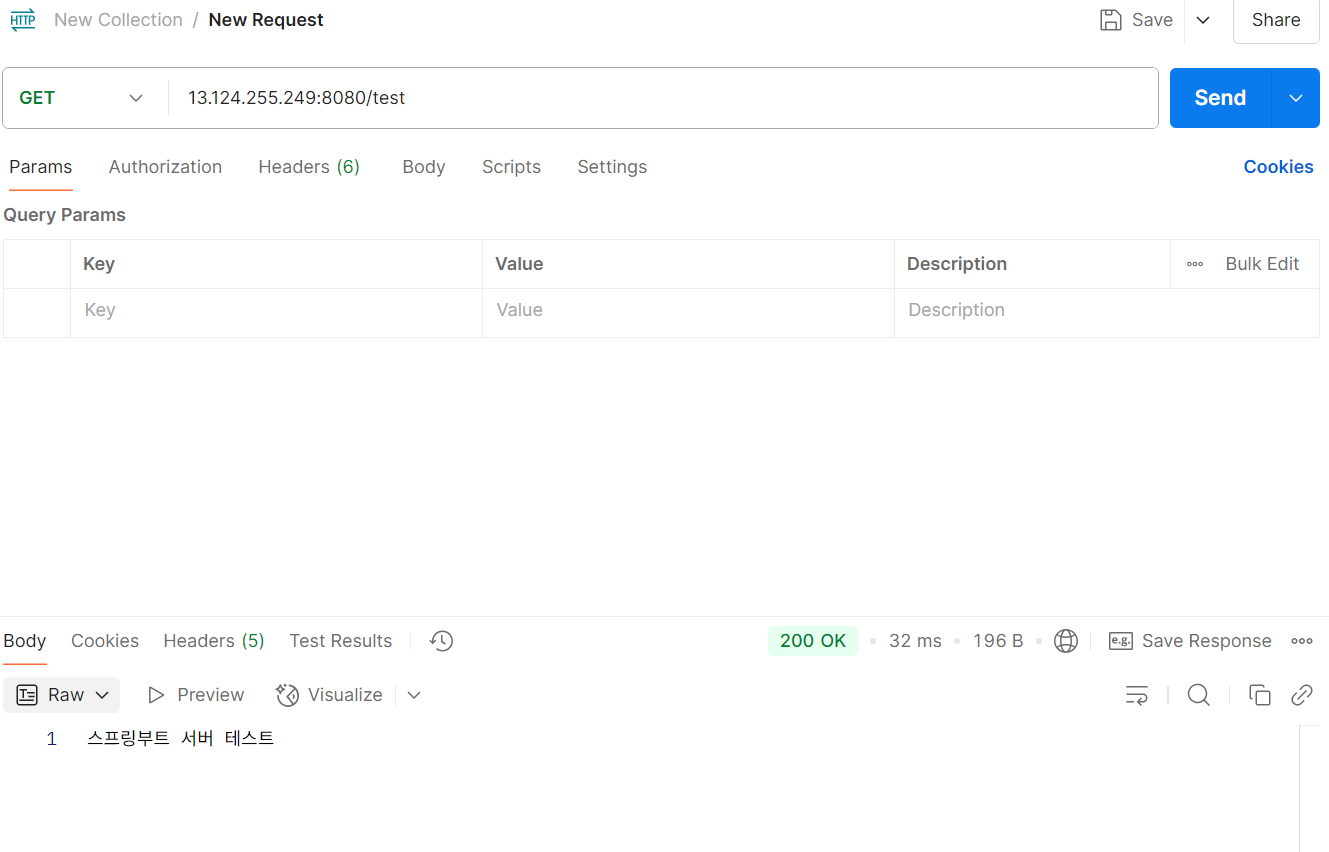 HTTP New Collection / New Request Save Share
GET 13.124.255.249:8080/test Send
Params Authorization Headers (6) Body Scripts Settings Cookies
Query Params
Key Value Description Bulk Edit
Key Value Description
Body Cookies Headers (5) Test Results 200 OK 32 ms 196 B e.g. Save Response
Raw Preview Visualize
1 스프링부트 서버 테스트